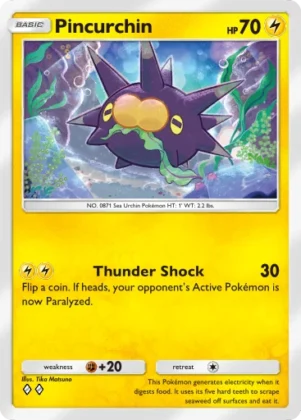 BASIC Pincurchin HP 70
NO. 0871 Sea Urchin Pokémon HT: 1' WT: 2.2 lbs.
Thunder Shock 30
Flip a coin. If heads, your opponent's Active Pokémon is
now Paralyzed.
weakness +20 retreat
Illus. Tika Matsuno
This Pokémon generates electricity when it
digests food. It uses its five hard teeth to scrape
seaweed off surfaces and eat it.